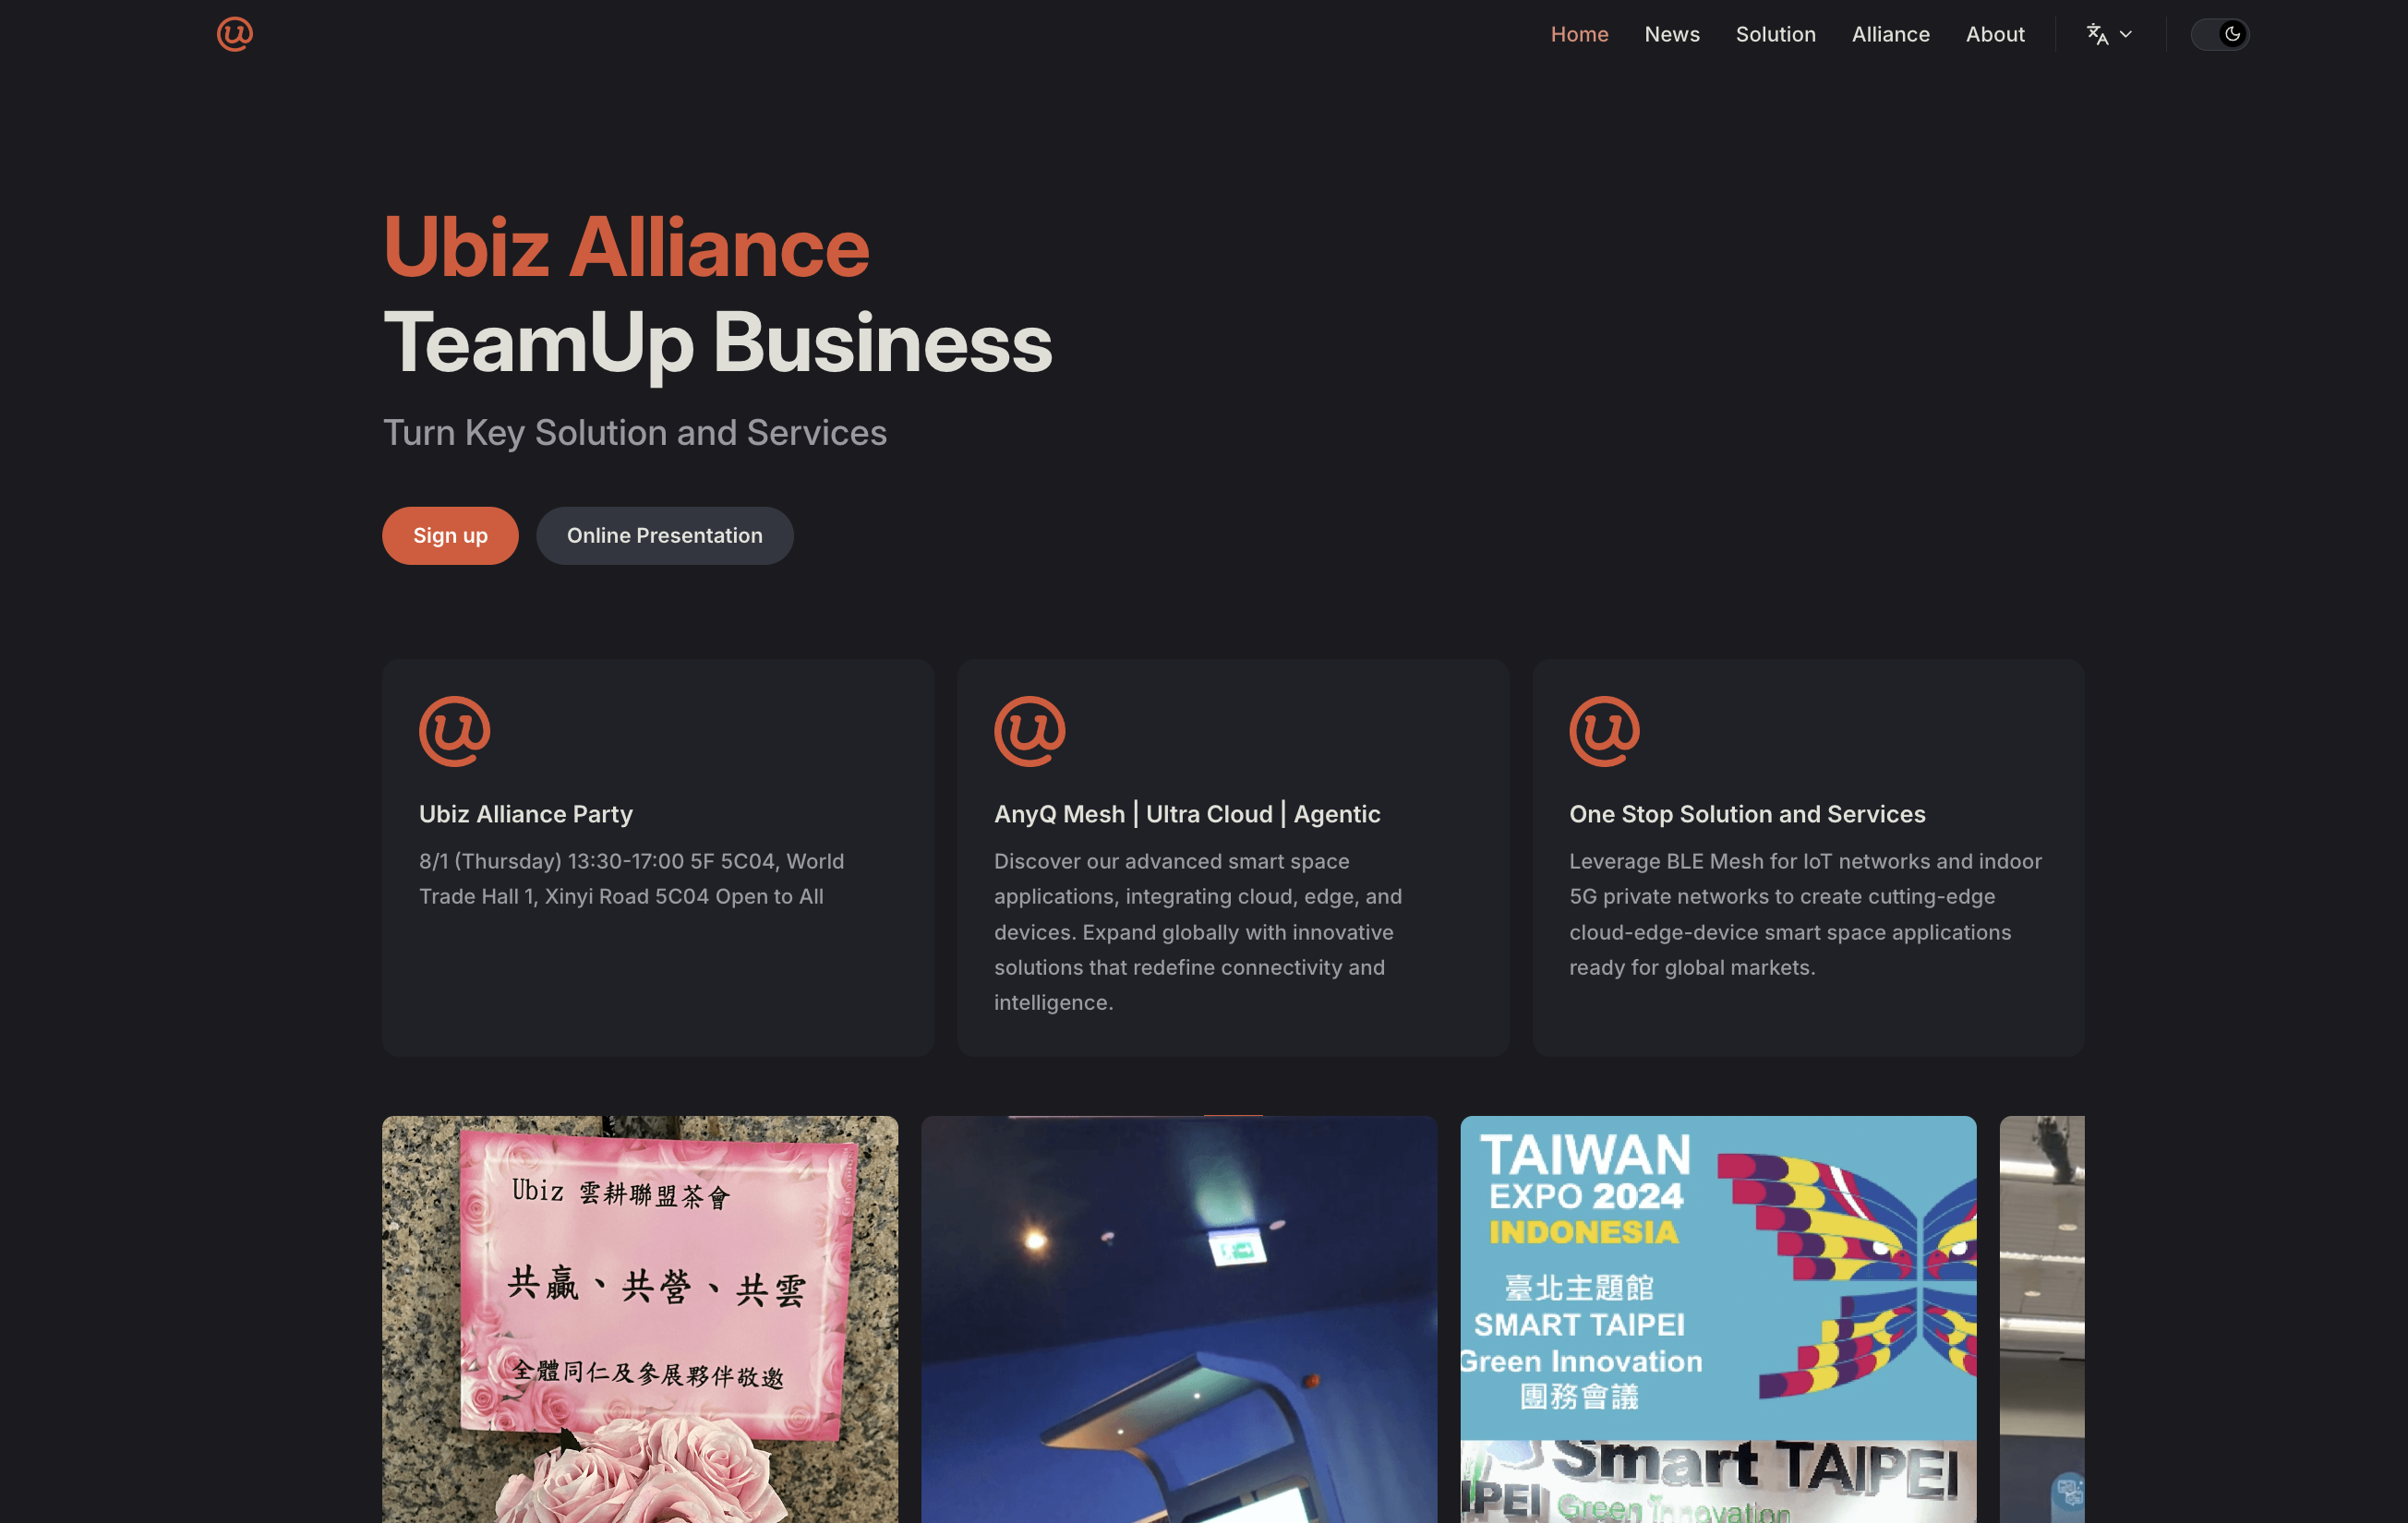 Home
News
Solution
Alliance
About
Ubiz Alliance
TeamUp Business
Turn Key Solution and Services
Sign up
Online Presentation
Ubiz Alliance Party
8/1 (Thursday) 13:30-17:00 5F 5C04, World
Trade Hall 1, Xinyi Road 5C04 Open to All
AnyQ Mesh | Ultra Cloud | Agentic
Discover our advanced smart space
applications, integrating cloud, edge, and
devices. Expand globally with innovative
solutions that redefine connectivity and
intelligence.
One Stop Solution and Services
Leverage BLE Mesh for IoT networks and indoor
5G private networks to create cutting-edge
cloud-edge-device smart space applications
ready for global markets.
Ubiz 雲耕聯盟茶會
共贏、共營、共雲
全體同仁及參展夥伴敬邀
TAIWAN
EXPO 2024
INDONESIA
臺北主題館
SMART TAIPEI
Green Innovation
團務會議
Smart TAIPEI
IPEI
Green Innovation